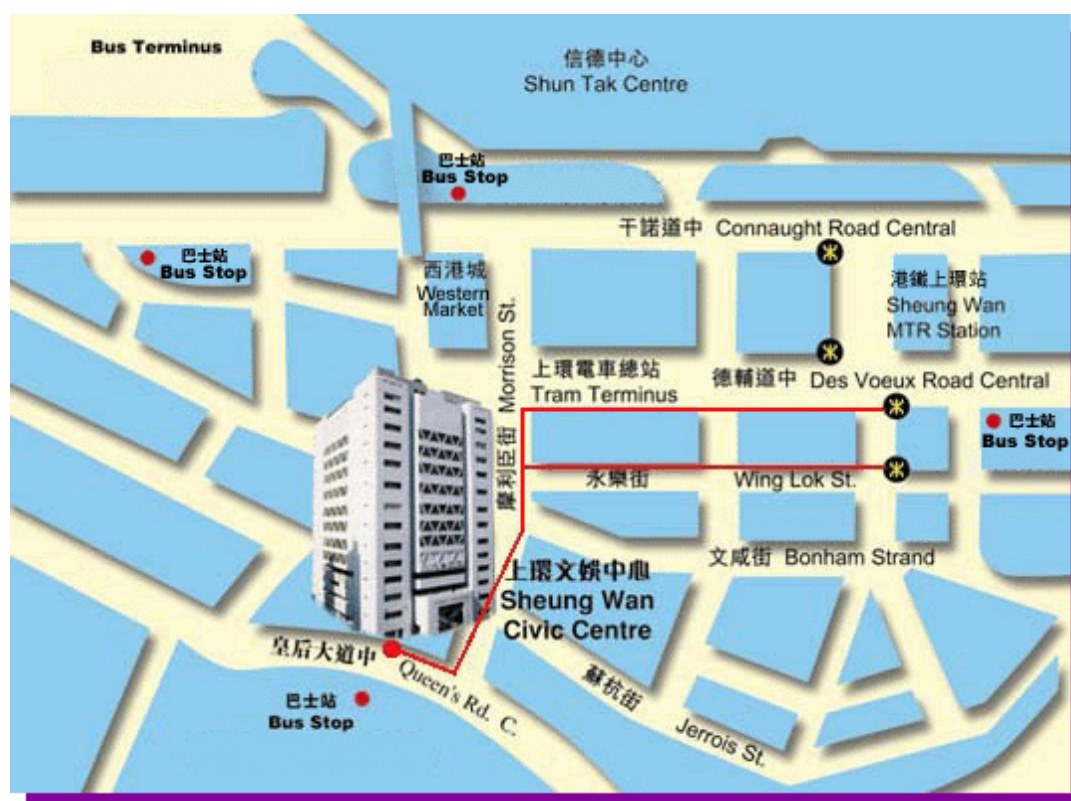 Bus Terminus
信德中心
Shun Tak Centre
巴士站
Bus Stop
干諾道中 Connaught Road Central
巴士站
Bus Stop
西港城
Western
Market
港鐵上環站
Sheung Wan
MTR Station
摩利臣街 Morrison St.
上環電車總站
Tram Terminus
德輔道中 Des Voeux Road Central
巴士站
Bus Stop
永樂街 Wing Lok St.
文咸街 Bonham Strand
上環文娛中心
Sheung Wan
Civic Centre
皇后大道中 Queen's Rd. C.
蘇杭街 Jerrois St.
巴士站
Bus Stop